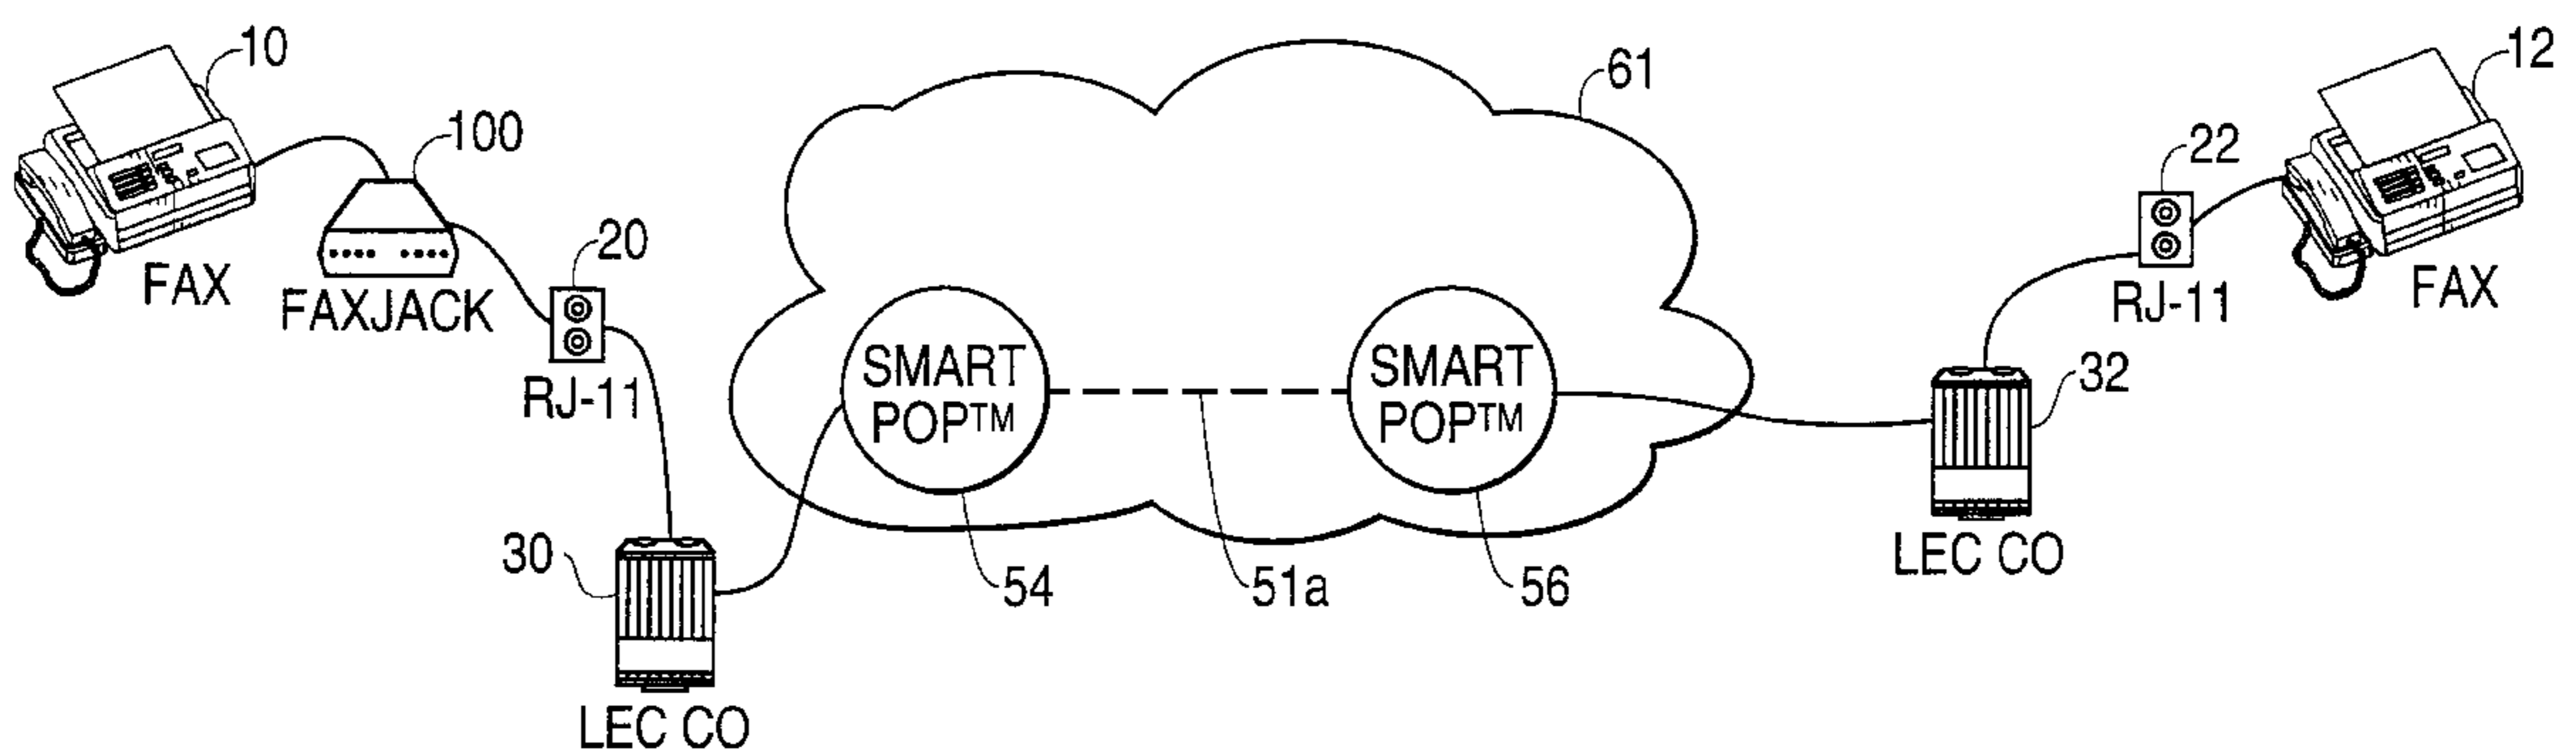 10
100
FAX
FAXJACK
20
RJ-11
30
LEC CO
61
SMART
POP™
54
51a
SMART
POP™
56
12
22
RJ-11
FAX
32
LEC CO